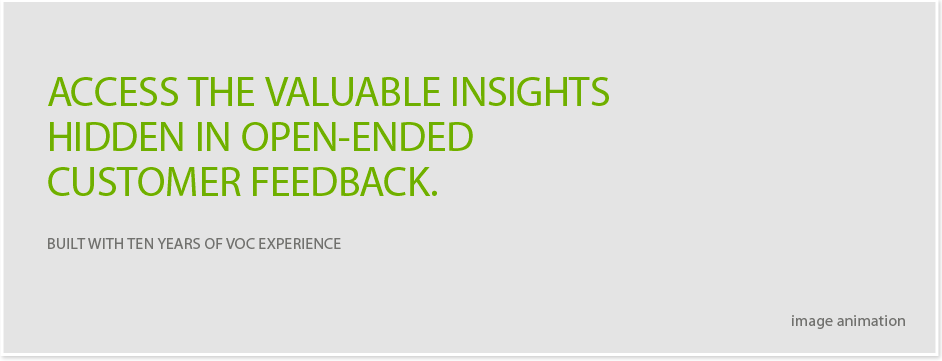 ACCESS THE VALUABLE INSIGHTS
HIDDEN IN OPEN-ENDED
CUSTOMER FEEDBACK.
BUILT WITH TEN YEARS OF VOC EXPERIENCE
image animation